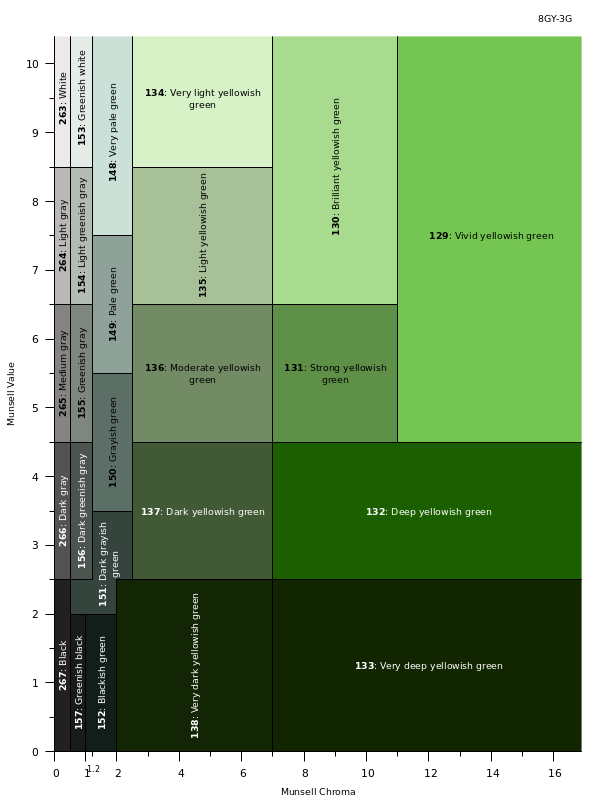 8GY-3G
10
9
8
7
6
5
4
3
2
1
0
Munsell Value
263: White
153: Greenish white
148: Very pale green
134: Very light yellowish
green
130: Brilliant yellowish green
129: Vivid yellowish green
264: Light gray
154: Light greenish gray
135: Light yellowish green
149: Pale green
265: Medium gray
155: Greenish gray
136: Moderate yellowish
green
131: Strong yellowish
green
150: Grayish green
266: Dark gray
156: Dark greenish gray
137: Dark yellowish green
132: Deep yellowish green
151: Dark grayish
green
267: Black
157: Greenish black
152: Blackish green
138: Very dark yellowish green
133: Very deep yellowish green
0 1 1.2 2 4 6 8 10 12 14 16
Munsell Chroma